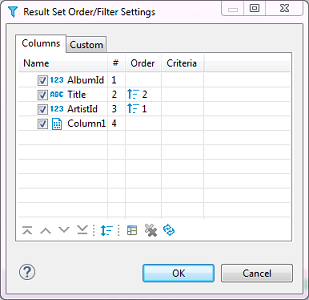 Result Set Order/Filter Settings
Columns Custom
Name # Order Criteria
123 AlbumId 1
ABC Title 2 2
123 ArtistId 3 1
Column1 4
?
OK Cancel